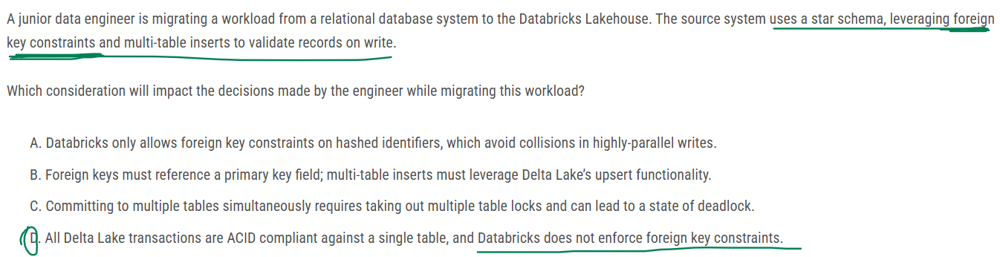 A junior data engineer is migrating a workload from a relational database system to the Databricks Lakehouse. The source system uses a star schema, leveraging foreign
key constraints and multi-table inserts to validate records on write.
Which consideration will impact the decisions made by the engineer while migrating this workload?
A. Databricks only allows foreign key constraints on hashed identifiers, which avoid collisions in highly-parallel writes.
B. Foreign keys must reference a primary key field; multi-table inserts must leverage Delta Lake’s upsert functionality.
C. Committing to multiple tables simultaneously requires taking out multiple table locks and can lead to a state of deadlock.
D. All Delta Lake transactions are ACID compliant against a single table, and Databricks does not enforce foreign key constraints.